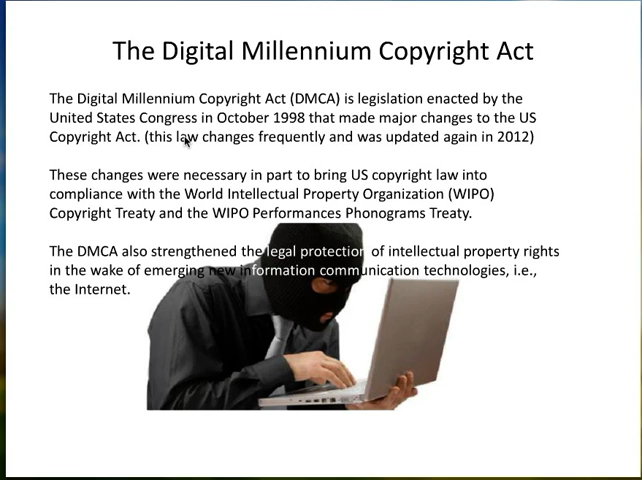 The Digital Millennium Copyright Act
The Digital Millennium Copyright Act (DMCA) is legislation enacted by the
United States Congress in October 1998 that made major changes to the US
Copyright Act. (this law changes frequently and was updated again in 2012)
These changes were necessary in part to bring US copyright law into
compliance with the World Intellectual Property Organization (WIPO)
Copyright Treaty and the WIPO Performances Phonograms Treaty.
The DMCA also strengthened the legal protection of intellectual property rights
in the wake of emerging new information communication technologies, i.e.,
the Internet.